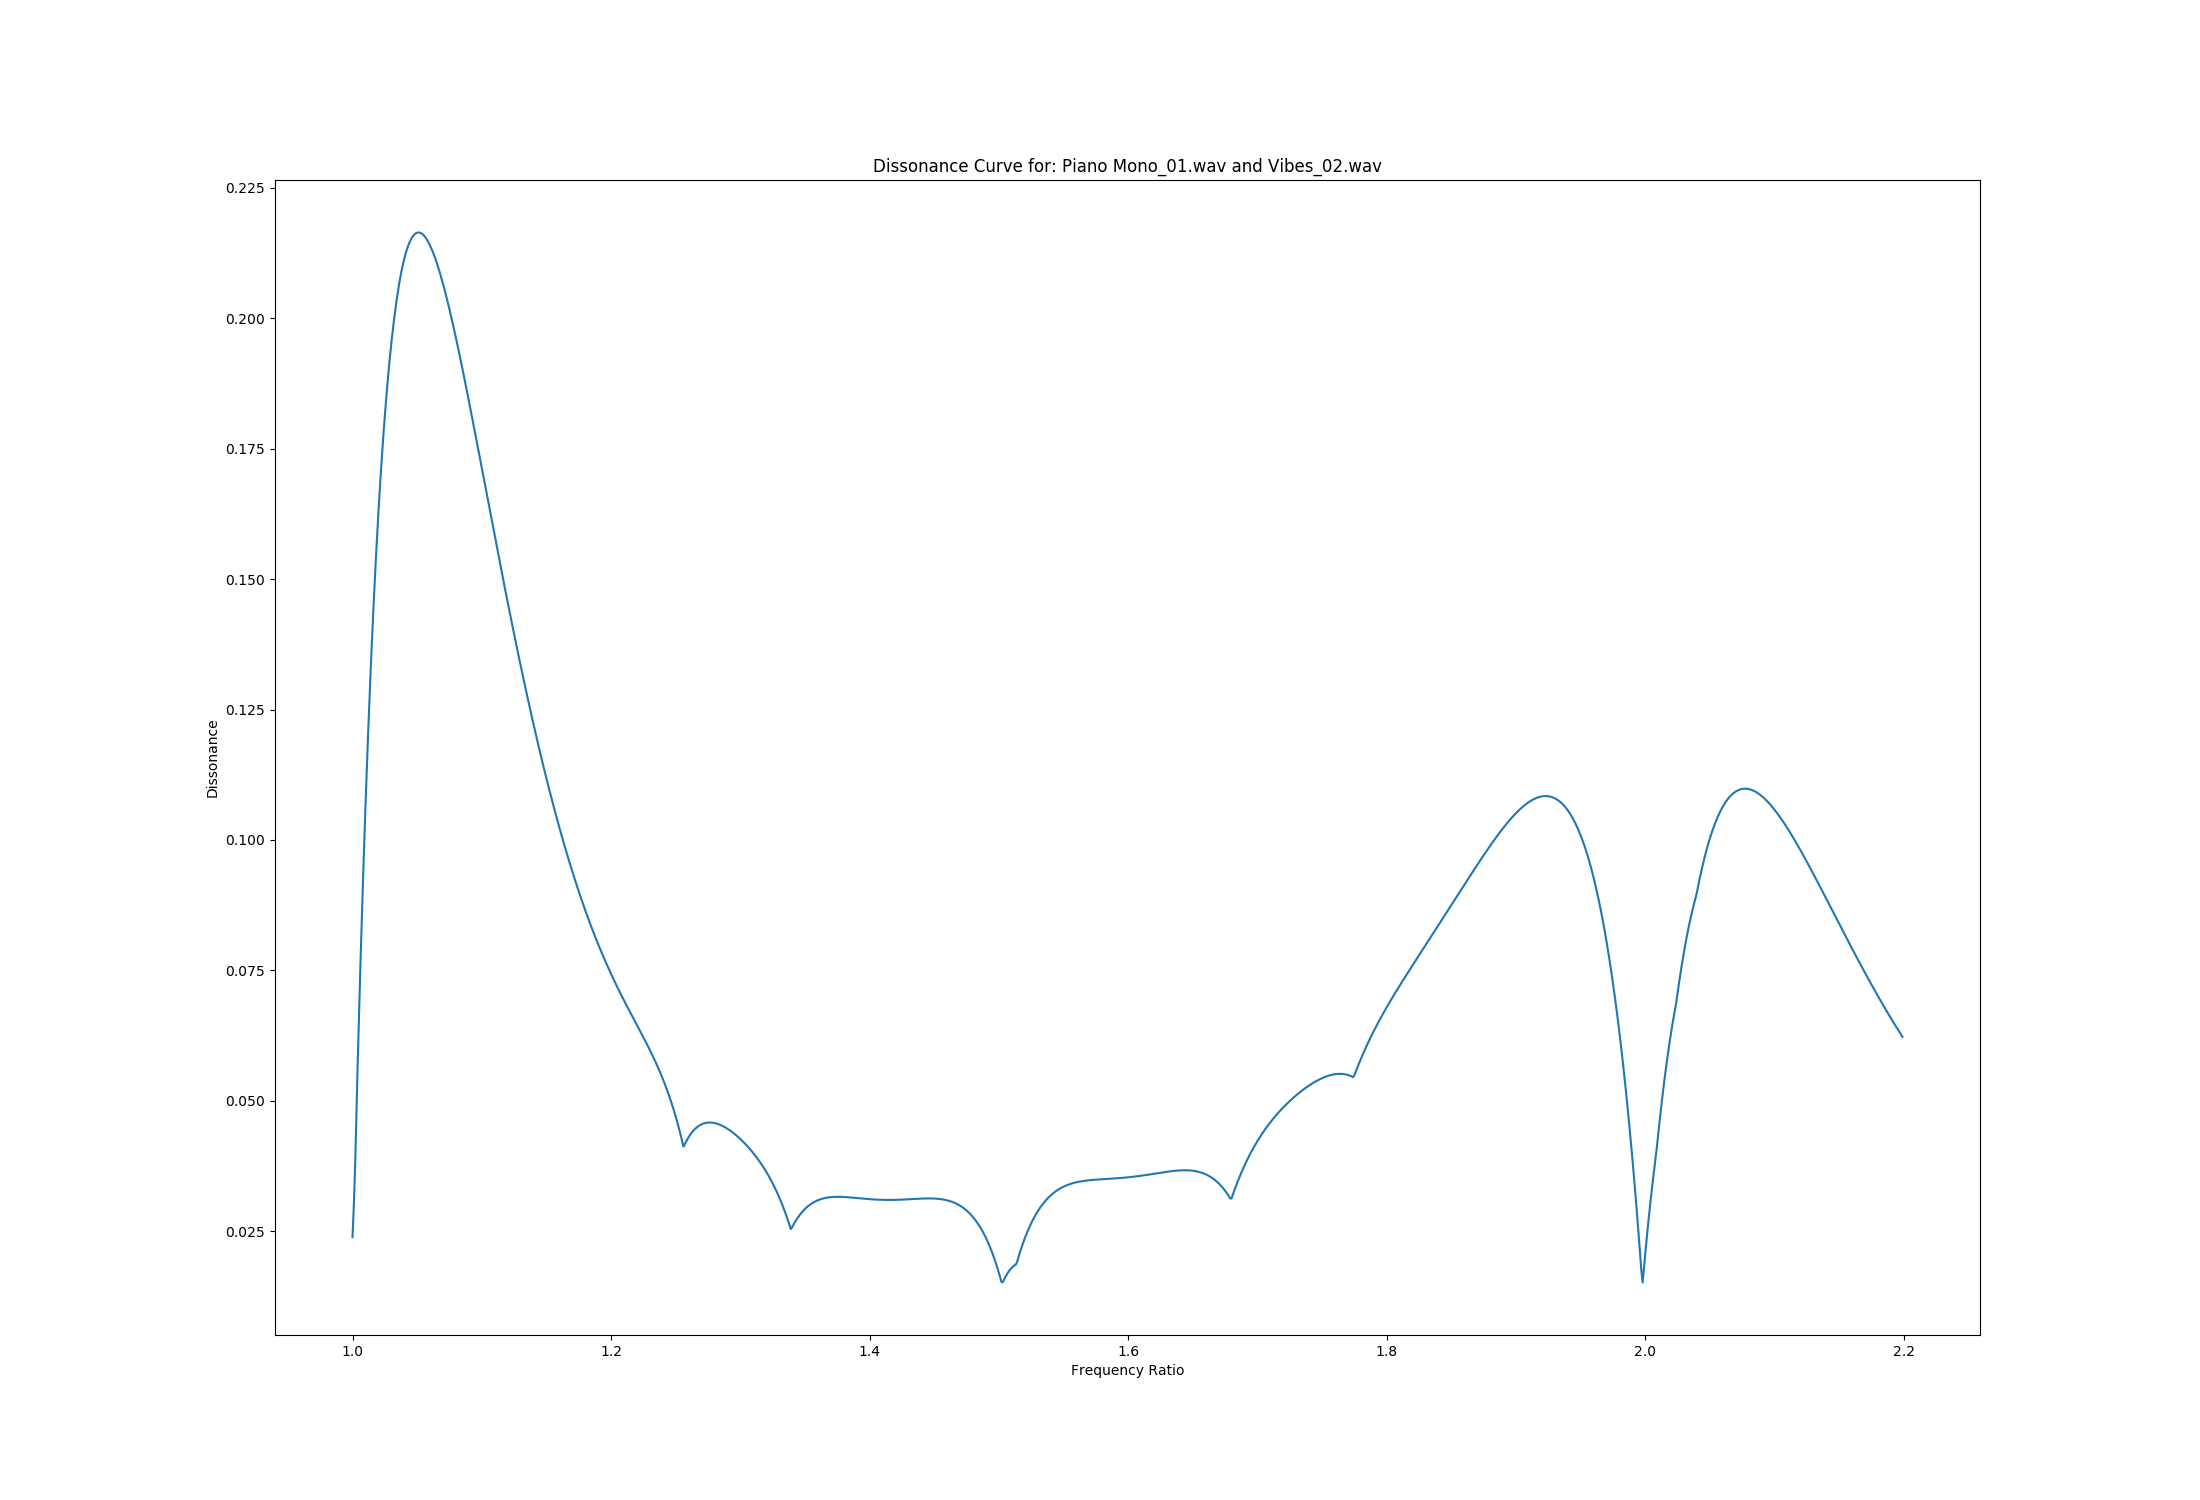 Dissonance Curve for: Piano Mono_01.wav and Vibes_02.wav
0.225
0.200
0.175
0.150
0.125
0.100
0.075
0.050
0.025
Dissonance
1.0 1.2 1.4 1.6 1.8 2.0 2.2
Frequency Ratio